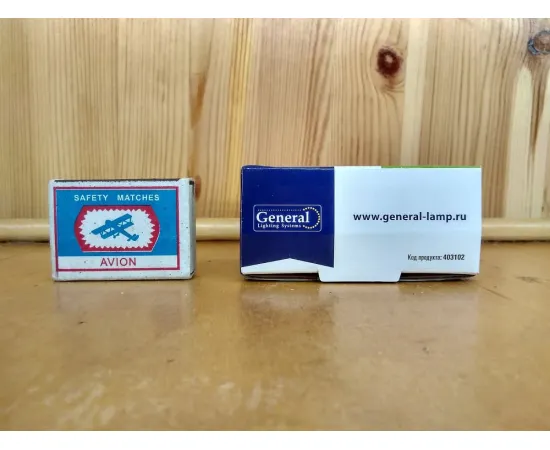 SAFETY MATCHES
AVION
General
Lighting Systems
www.general-lamp.ru
Код продукта: 403102